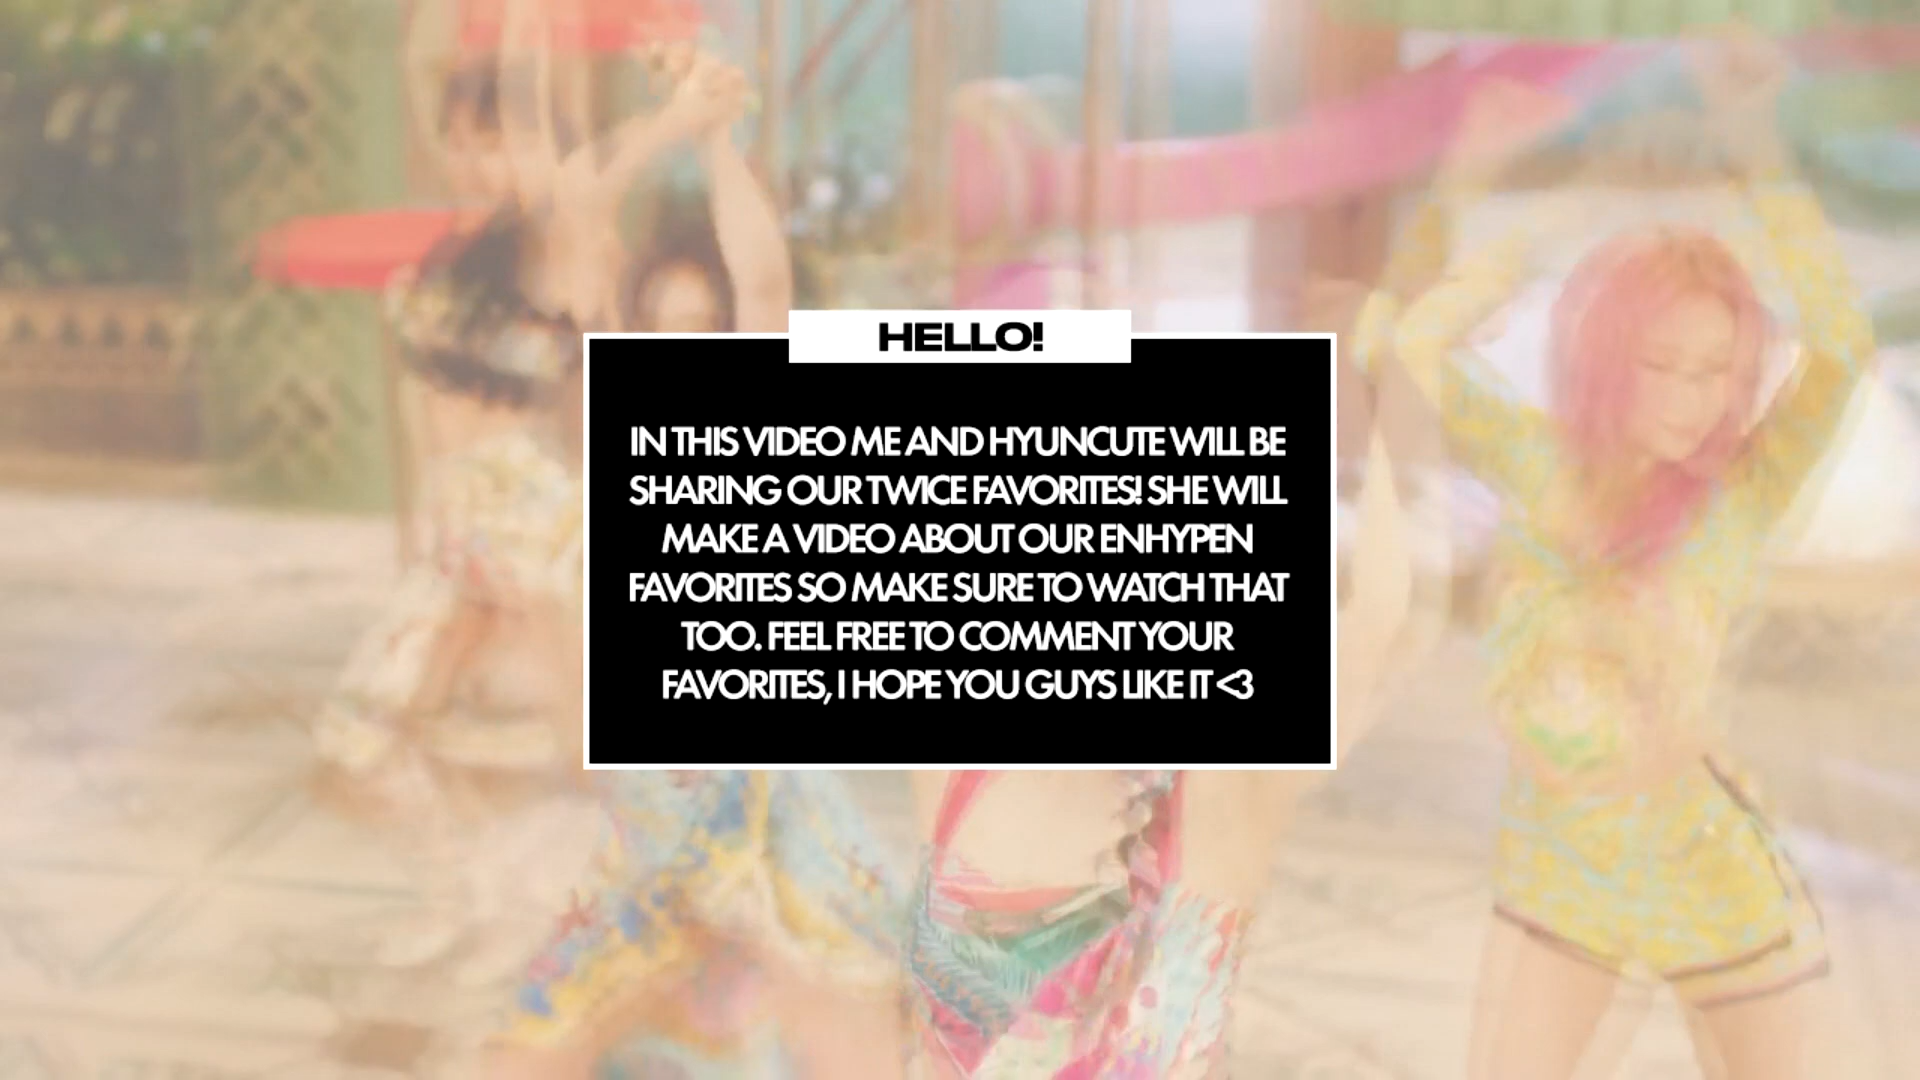 HELLO!
IN THIS VIDEO ME AND HYUNCUTE WILL BE
SHARING OUR TWICE FAVORITES! SHE WILL
MAKE A VIDEO ABOUT OUR ENHYPEN
FAVORITES SO MAKE SURE TO WATCH THAT
TOO. FEEL FREE TO COMMENT YOUR
FAVORITES, I HOPE YOU GUYS LIKE IT <3